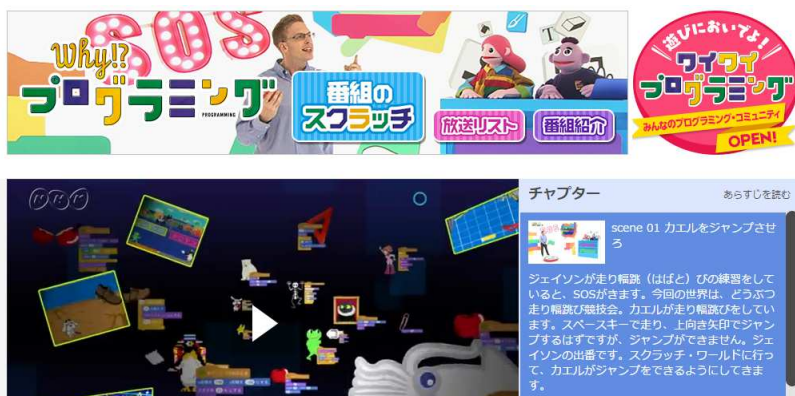 SOS
Why!?
プログラミング
PROGRAMMING
番組の
スクラッチ
放送リスト
番組紹介
遊びにおいでよ！
ワイワイ
プログラミング
みんなのプログラミング・コミュニティ
OPEN!
NHK
チャプター
あらすじを読む
scene 01 カエルをジャンプさせ
ろ
ジェイソンが走り幅跳（はばと）びの練習をして
いると、SOSがきます。今回の世界は、どうぶつ
走り幅跳び競技会。カエルが走り幅跳びをしてい
ます。スペースキーで走り、上向き矢印でジャン
プするはずですが、ジャンプができません。ジェ
イソンの出番です。スクラッチ・ワールドに行っ
て、カエルがジャンプをできるようにしてきま
す。